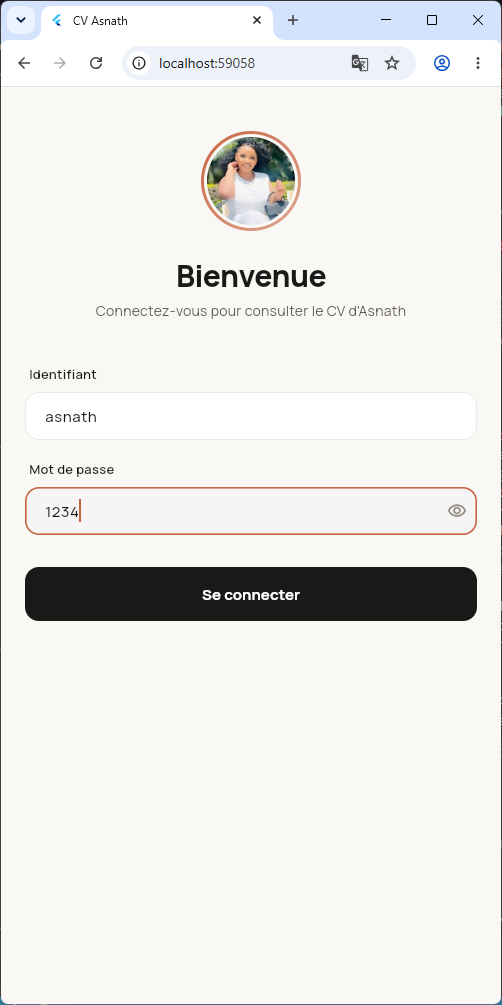 CV Asnath
localhost:59058
Bienvenue
Connectez-vous pour consulter le CV d'Asnath
Identifiant
asnath
Mot de passe
1234
Se connecter